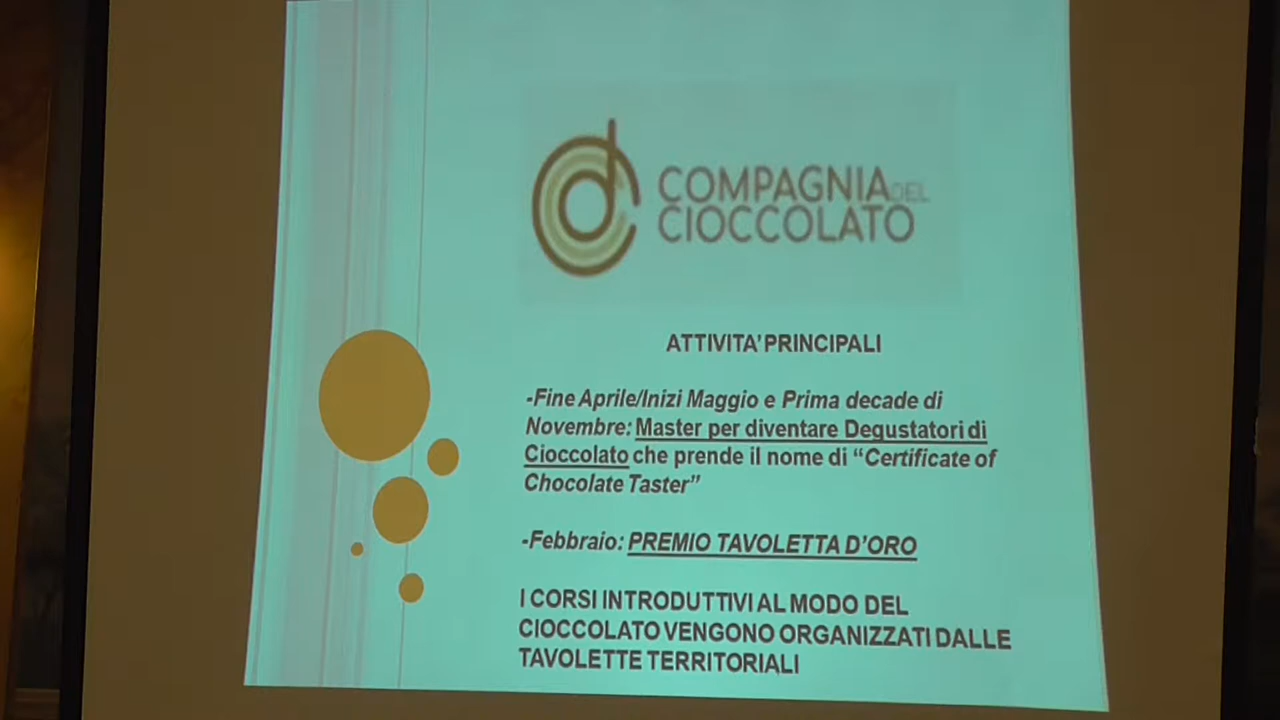 COMPAGNIA DEL
CIOCCOLATO
ATTIVITA' PRINCIPALI
-Fine Aprile/Inizi Maggio e Prima decade di
Novembre: Master per diventare Degustatori di
Cioccolato che prende il nome di “Certificate of
Chocolate Taster”
-Febbraio: PREMIO TAVOLETTA D'ORO
I CORSI INTRODUTTIVI AL MODO DEL
CIOCCOLATO VENGONO ORGANIZZATI DALLE
TAVOLETTE TERRITORIALI